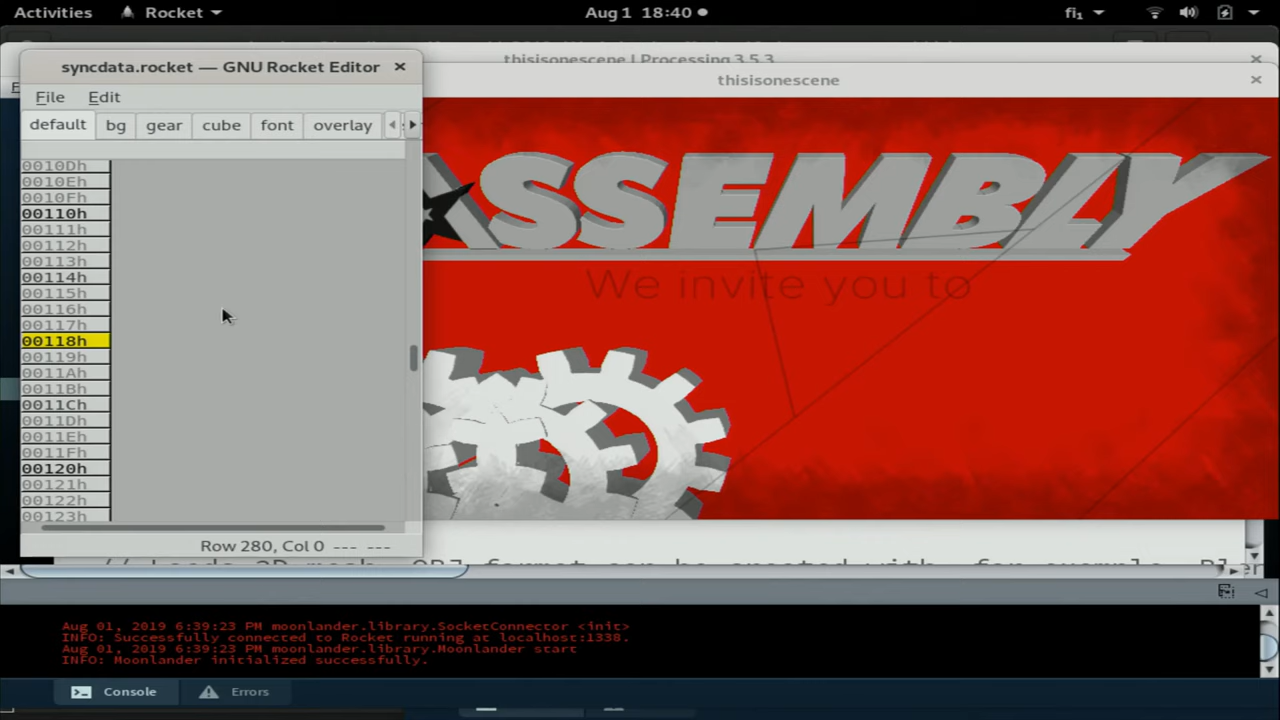 Activities Rocket Aug 1 18:40 fi₁
thisisonescene | Processing 3.5.3
syncdata.rocket — GNU Rocket Editor
thisisonescene
File Edit
default bg gear cube font overlay
0010Dh
0010Eh
0010Fh
00110h
00111h
00112h
00113h
00114h
00115h
00116h
00117h
00118h
00119h
0011Ah
0011Bh
0011Ch
0011Dh
0011Eh
0011Fh
00120h
00121h
00122h
00123h
Row 280, Col 0 --- ---
ASSEMBLY
We invite you to
Aug 01, 2019 6:39:23 PM moonlander.library.SocketConnector <init>
INFO: Successfully connected to Rocket running at localhost:1338.
Aug 01, 2019 6:39:23 PM moonlander.library.Moonlander start
INFO: Moonlander initialized successfully.
Console Errors